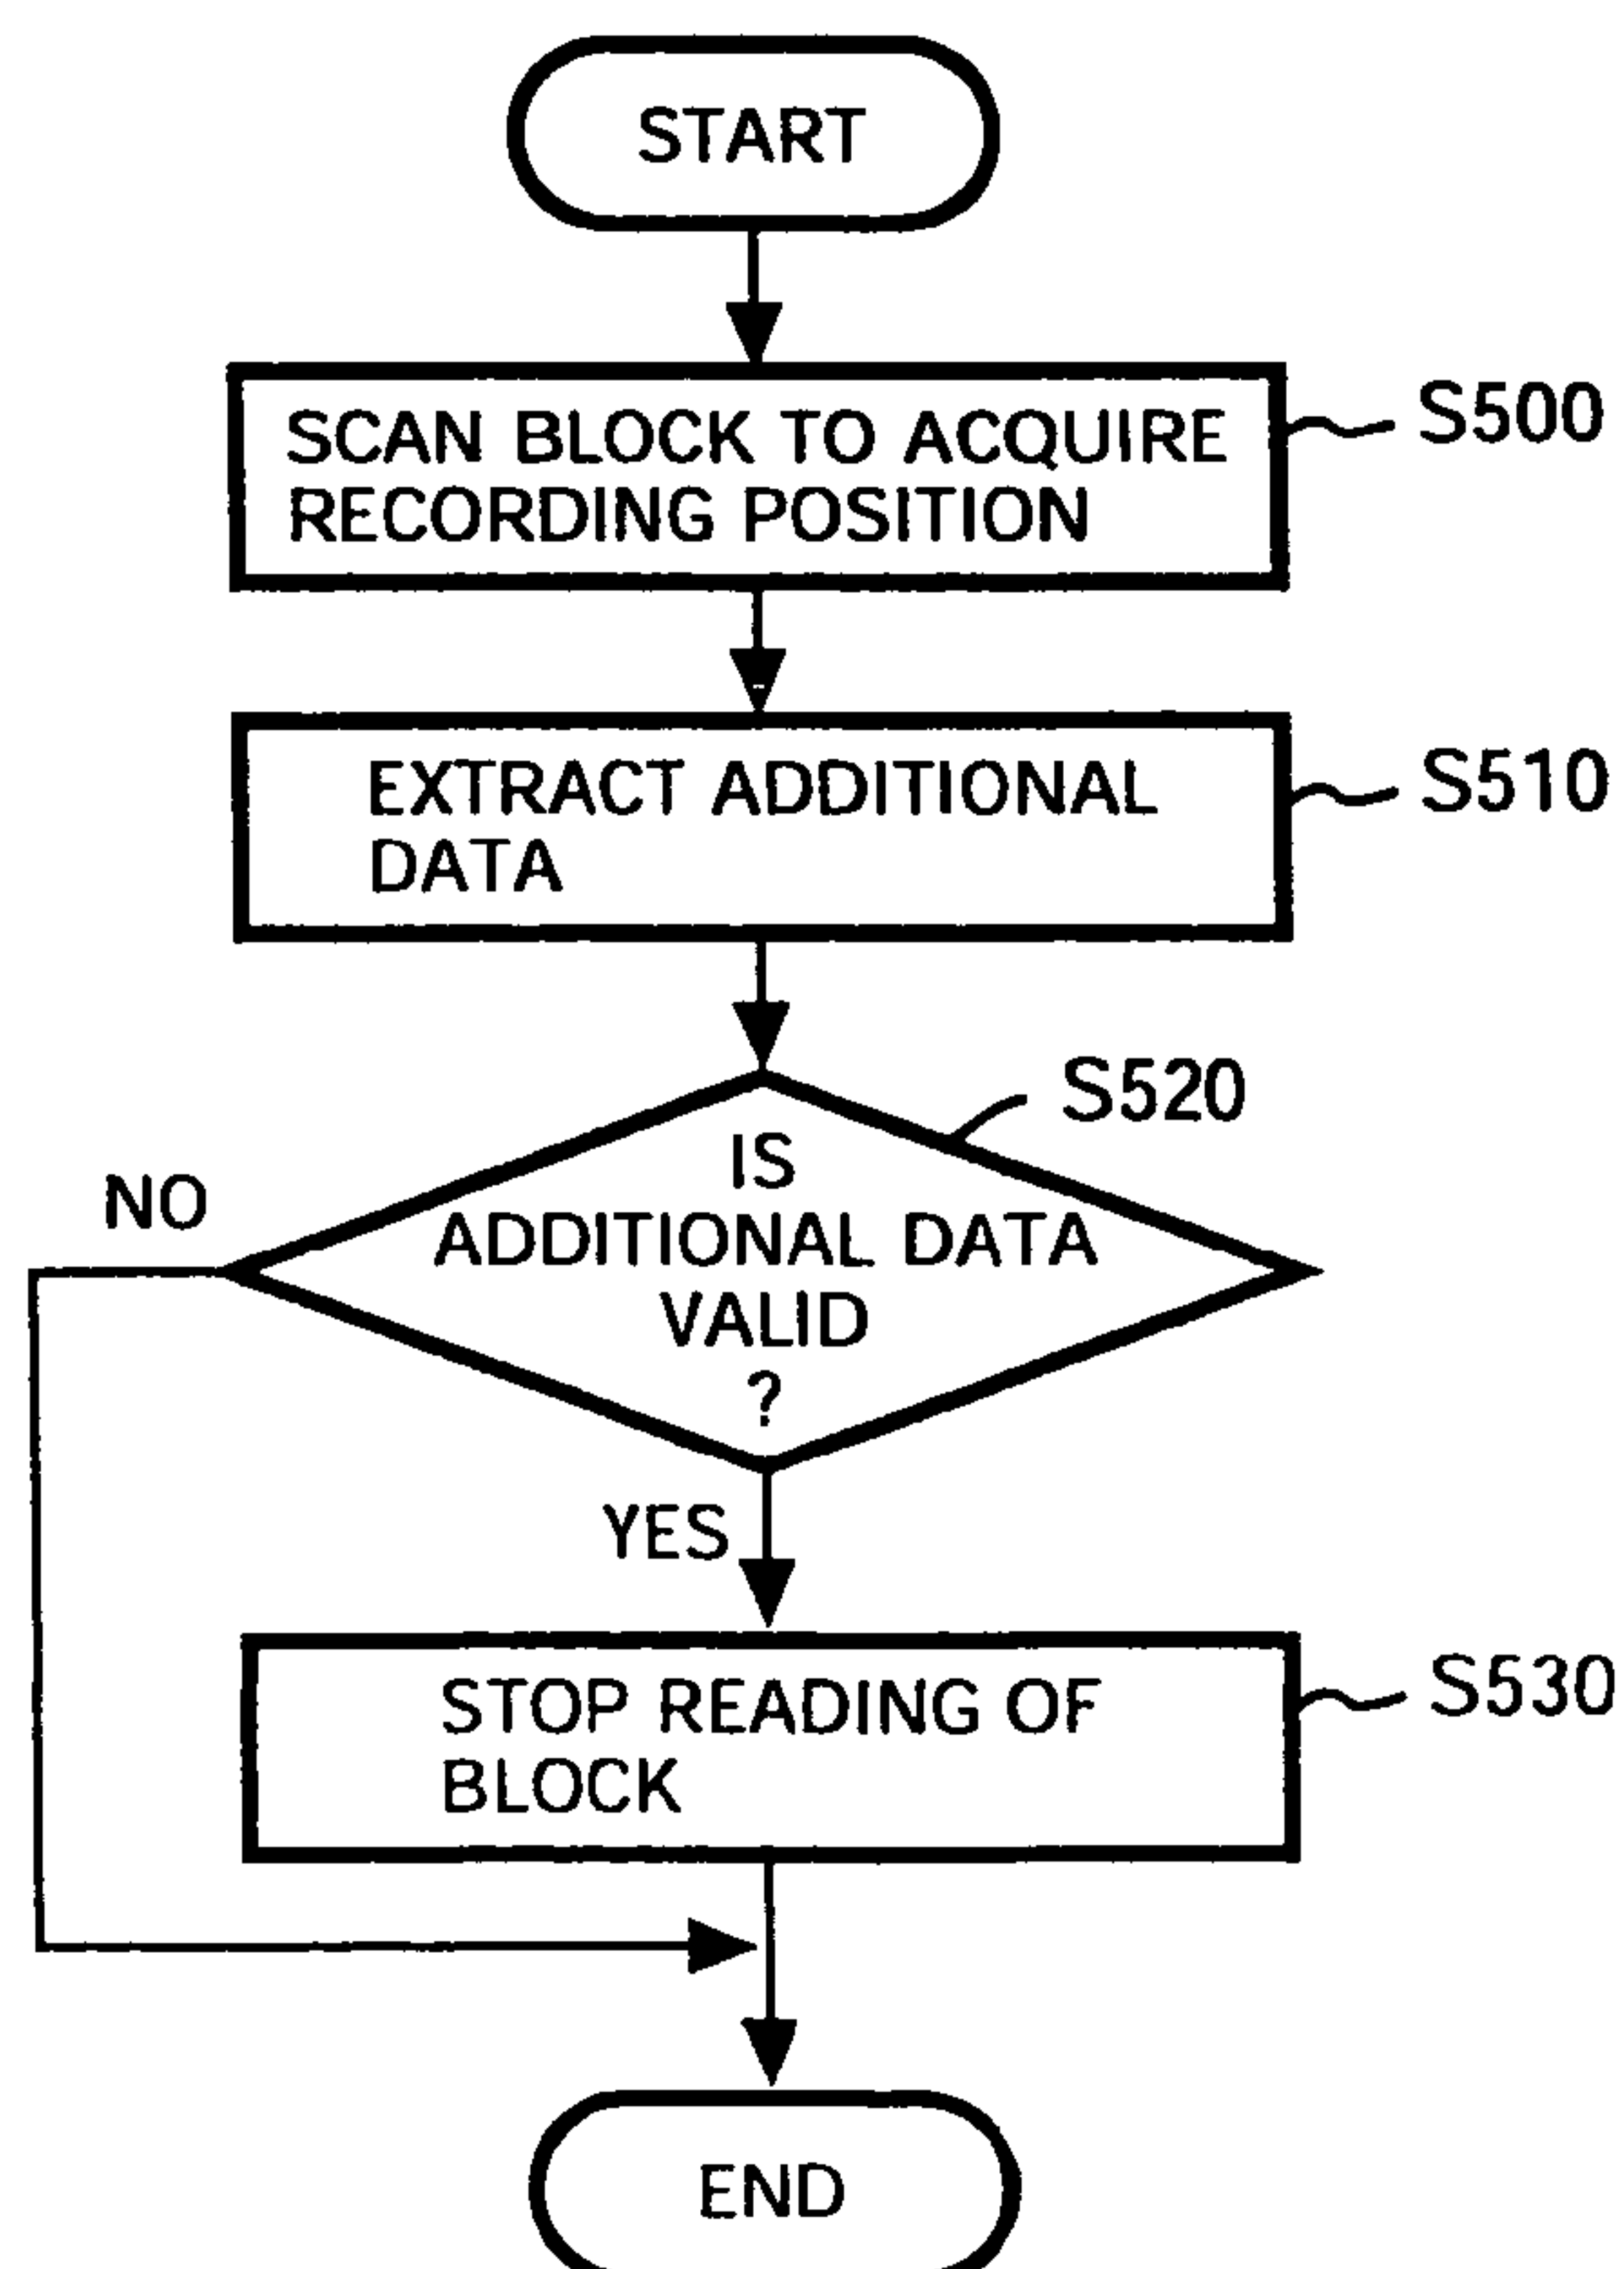 START
SCAN BLOCK TO ACQUIRE
RECORDING POSITION
S500
EXTRACT ADDITIONAL
DATA
S510
S520
IS
ADDITIONAL DATA
VALID
?
NO
YES
STOP READING OF
BLOCK
S530
END